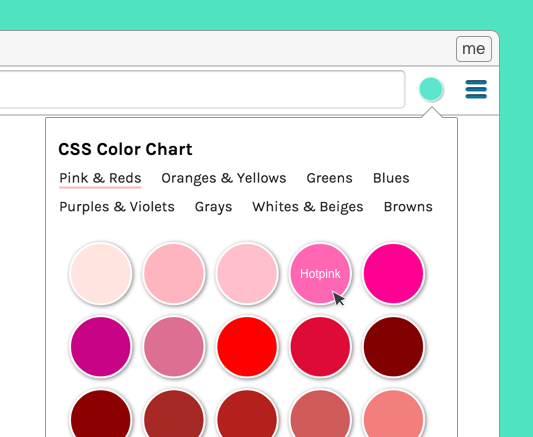 me
CSS Color Chart
Pink & Reds Oranges & Yellows Greens Blues
Purples & Violets Grays Whites & Beiges Browns
Hotpink